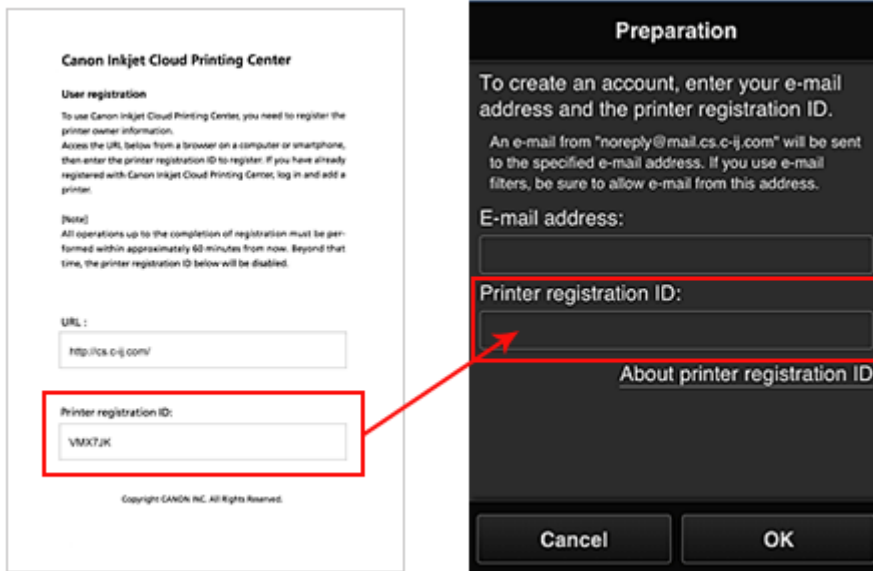 Canon Inkjet Cloud Printing Center
User registration
To use Canon Inkjet Cloud Printing Center, you need to register the
printer owner information.
Access the URL below from a browser on a computer or smartphone,
then enter the printer registration ID to register. If you have already
registered with Canon Inkjet Cloud Printing Center, log in and add a
printer.
[Note]
All operations up to the completion of registration must be per-
formed within approximately 60 minutes from now. Beyond that
time, the printer registration ID below will be disabled.
URL :
http://cs.c-ij.com/
Printer registration ID:
VMX7JK
Copyright CANON INC. All Rights Reserved.
Preparation
To create an account, enter your e-mail
address and the printer registration ID.
An e-mail from "noreply@mail.cs.c-ij.com" will be sent
to the specified e-mail address. If you use e-mail
filters, be sure to allow e-mail from this address.
E-mail address:
Printer registration ID:
About printer registration ID
Cancel
OK